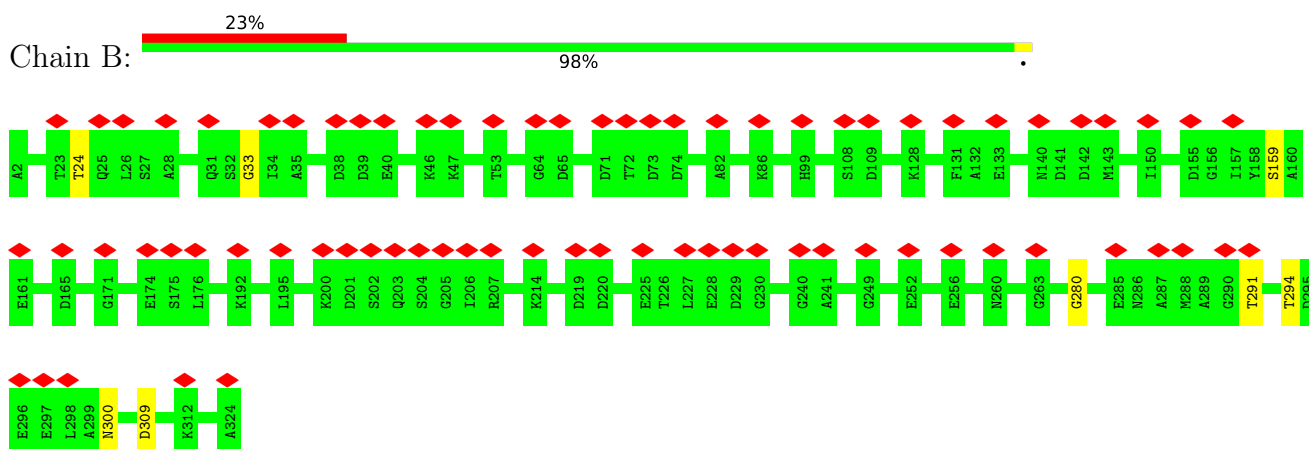 23%
Chain B:
98%
•
A2 T23 T24 Q25 L26 S27 A28 Q31 S32 G33 I34 A35 D38 D39 E40 K46 K47 T53 G64 D65 D71 T72 D73 D74 A82 K86 H99 S108 D109 K128 F131 A132 E133 N140 D141 D142 M143 I150 D155 G156 I157 Y158 S159 A160
E161 D165 G171 E174 S175 L176 K192 L195 K200 D201 S202 Q203 S204 G205 I206 R207 K214 D219 D220 E225 T226 L227 E228 D229 G230 G240 A241 G249 E252 E256 N260 G263 G280 E285 N286 A287 M288 A289 G290 T291 T294
E296 E297 L298 A299 N300 D309 K312 A324